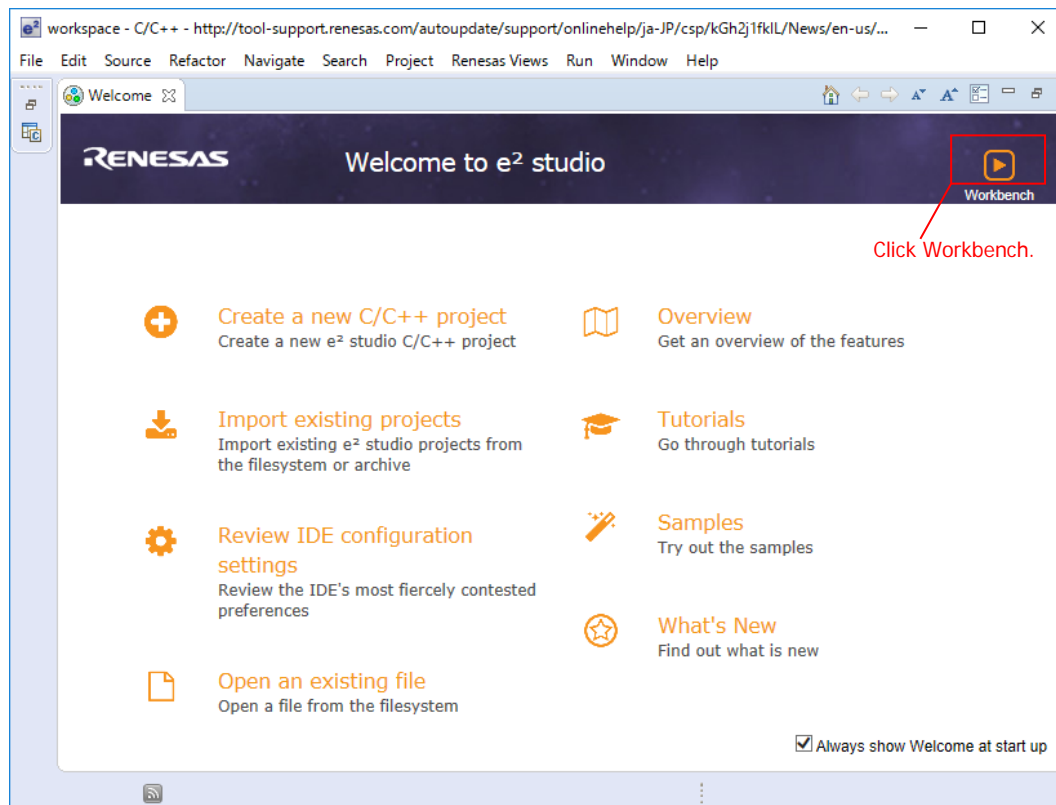 e² workspace - C/C++ - http://tool-support.renesas.com/autoupdate/support/onlinehelp/ja-JP/csp/kGh2j1fkIL/News/en-us/...
File Edit Source Refactor Navigate Search Project Renesas Views Run Window Help
Welcome
RENESAS
Welcome to e² studio
Workbench
Click Workbench.
Create a new C/C++ project
Create a new e² studio C/C++ project
Overview
Get an overview of the features
Import existing projects
Import existing e² studio projects from
the filesystem or archive
Tutorials
Go through tutorials
Review IDE configuration
settings
Review the IDE's most fiercely contested
preferences
Samples
Try out the samples
What's New
Find out what is new
Open an existing file
Open a file from the filesystem
Always show Welcome at start up